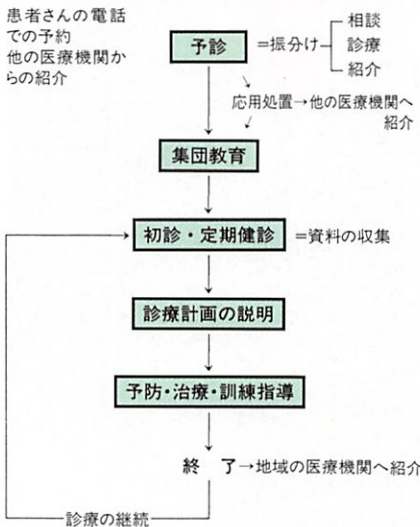 患者さんの電話
での予約
他の医療機関か
らの紹介
予診
=振分け
相談
診療
紹介
応用処置→他の医療機関へ
紹介
集団教育
初診・定期健診
=資料の収集
診療計画の説明
予防・治療・訓練指導
終 了→地域の医療機関へ紹介
診療の継続